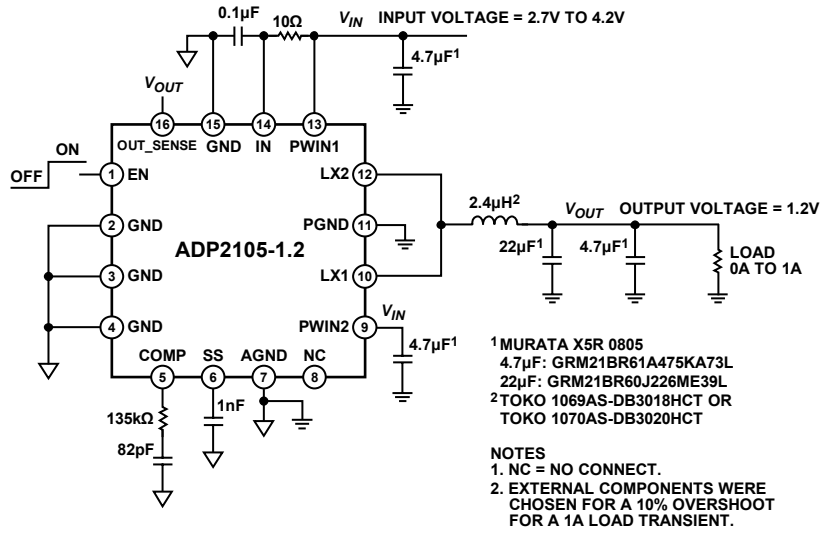 0.1µF
10Ω
VIN INPUT VOLTAGE = 2.7V TO 4.2V
4.7µF1
VOUT
16 15 14 13
OUT_SENSE GND IN PWIN1
ON
OFF
1 EN
LX2 12
2 GND
PGND 11
ADP2105-1.2
3 GND
LX1 10
4 GND
PWIN2 9
VIN
4.7µF1
COMP SS AGND NC
5 6 7 8
135kΩ
82pF
1nF
2.4µH2
VOUT OUTPUT VOLTAGE = 1.2V
22µF1
4.7µF1
LOAD
0A TO 1A
1 MURATA X5R 0805
4.7µF: GRM21BR61A475KA73L
22µF: GRM21BR60J226ME39L
2 TOKO 1069AS-DB3018HCT OR
TOKO 1070AS-DB3020HCT
NOTES
1. NC = NO CONNECT.
2. EXTERNAL COMPONENTS WERE
CHOSEN FOR A 10% OVERSHOOT
FOR A 1A LOAD TRANSIENT.